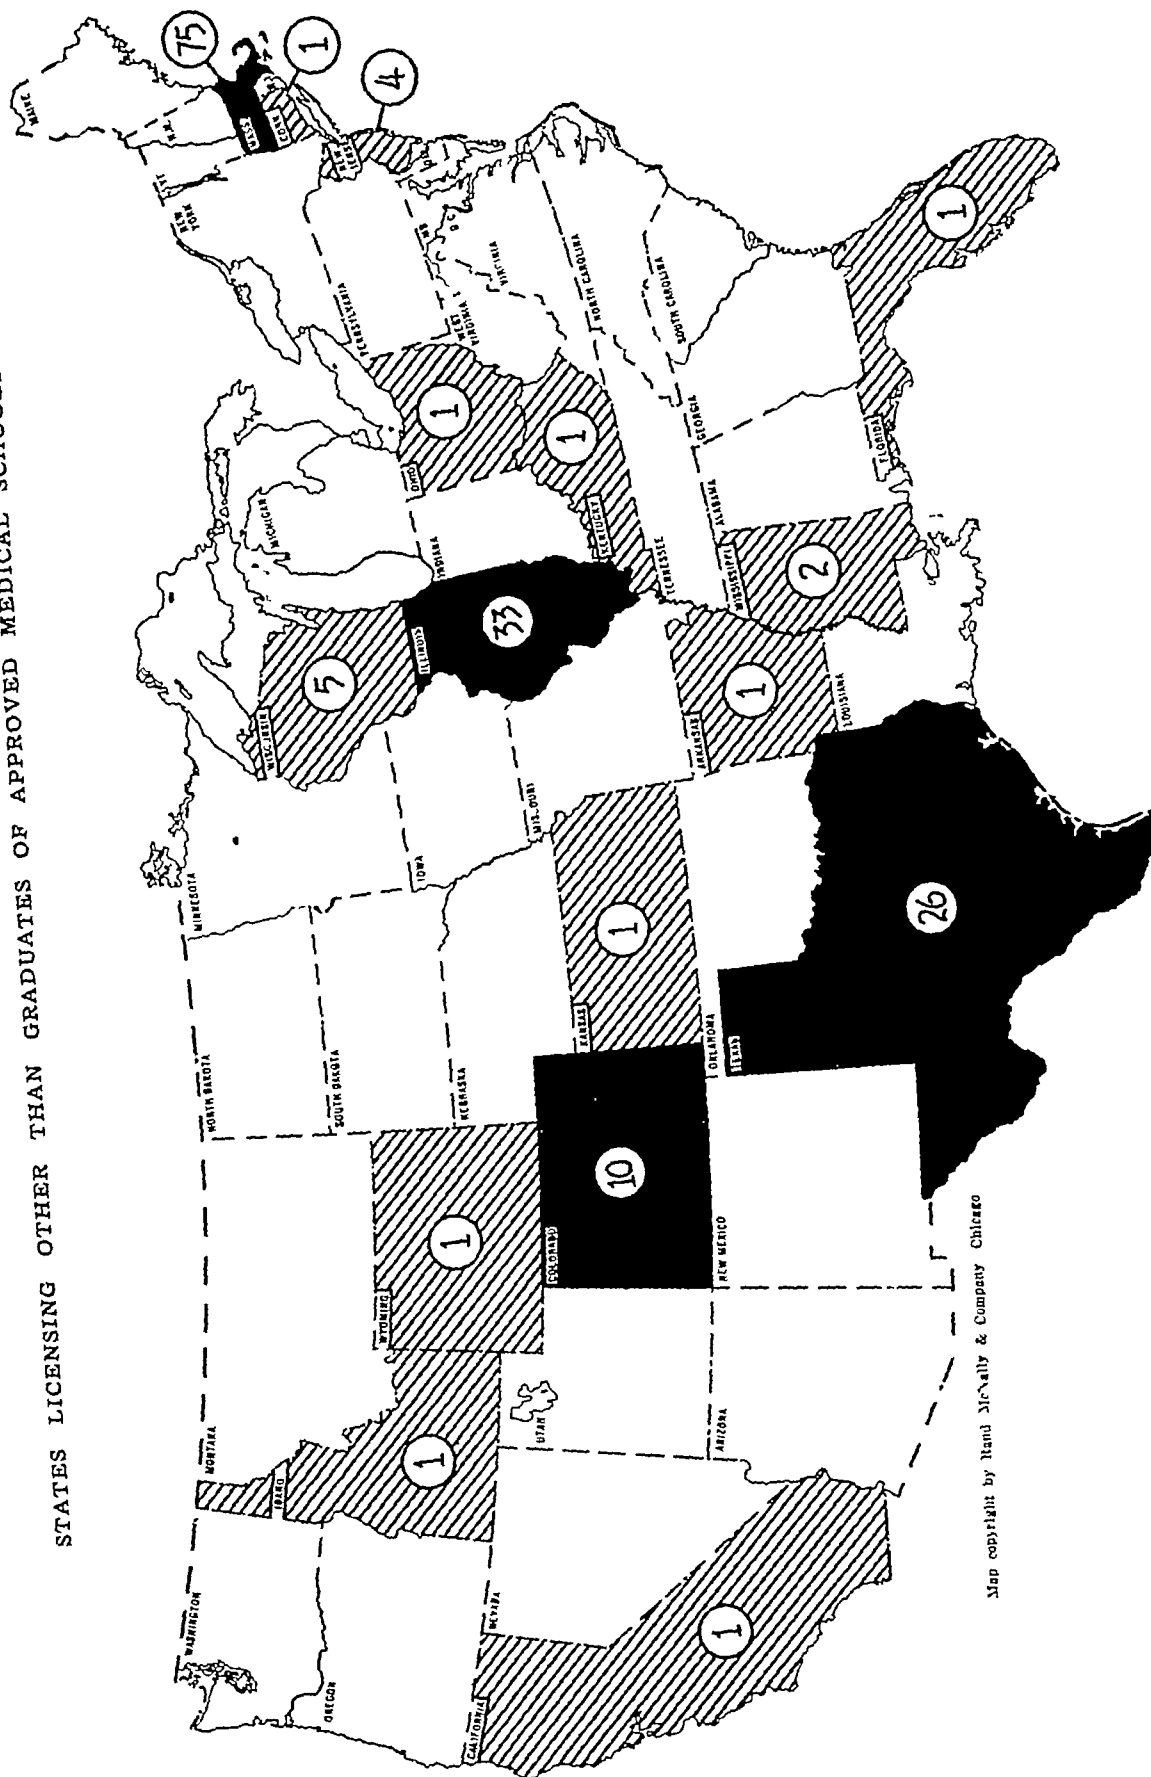 STATES LICENSING OTHER THAN GRADUATES OF APPROVED MEDICAL
WASHINGTON
OREGON
CALIFORNIA
1
NEVADA
IDAHO
1
MONTANA
WYOMING
1
UTAH
ARIZONA
COLORADO
10
NEW MEXICO
NORTH DAKOTA
SOUTH DAKOTA
NEBRASKA
KANSAS
1
OKLAHOMA
TEXAS
26
MINNESOTA
IOWA
MISSOURI
ARKANSAS
1
LOUISIANA
WISCONSIN
5
ILLINOIS
33
MICHIGAN
INDIANA
OHIO
1
KENTUCKY
1
TENNESSEE
MISSISSIPPI
2
ALABAMA
GEORGIA
FLORIDA
1
SOUTH CAROLINA
NORTH CAROLINA
VIRGINIA
WEST
VIRGINIA
D C
PENNSYLVANIA
NEW
JERSEY
4
NEW
YORK
VT
N.H.
MAINE
MASS
75
CONN
1
Map copyright by Rand McNally & Company Chicago